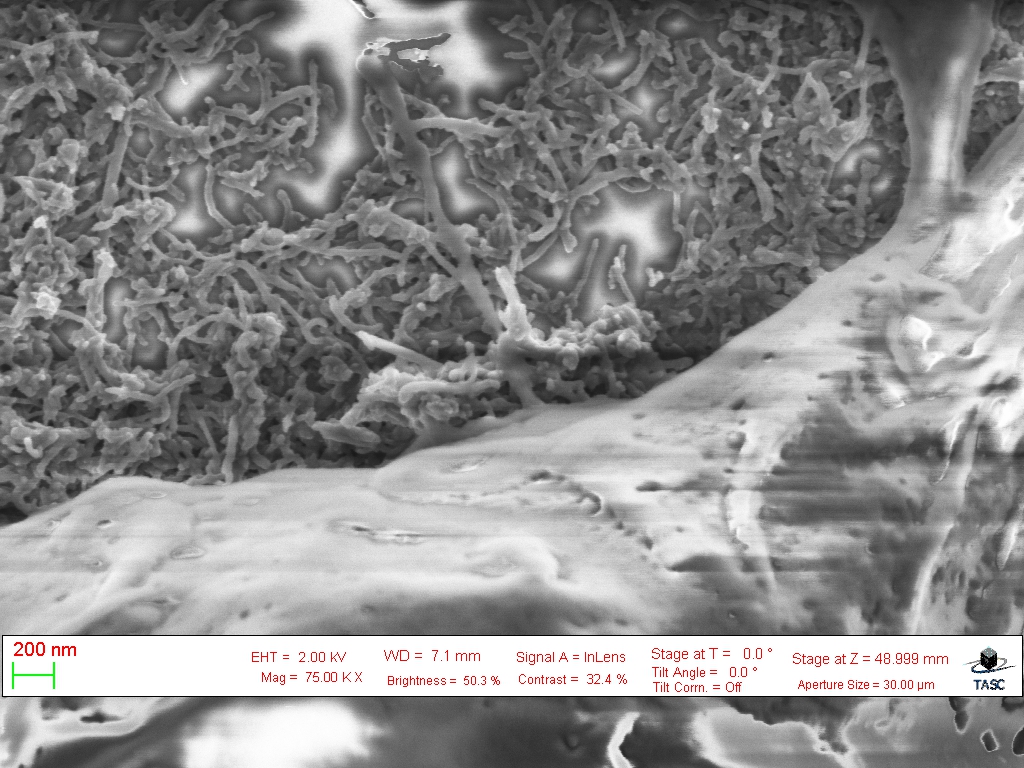 200 nm
EHT = 2.00 kV
Mag = 75.00 K X
WD = 7.1 mm
Brightness = 50.3 %
Signal A = InLens
Contrast = 32.4 %
Stage at T = 0.0 °
Tilt Angle = 0.0 °
Tilt Corrn. = Off
Stage at Z = 48.999 mm
Aperture Size = 30.00 µm
TASC